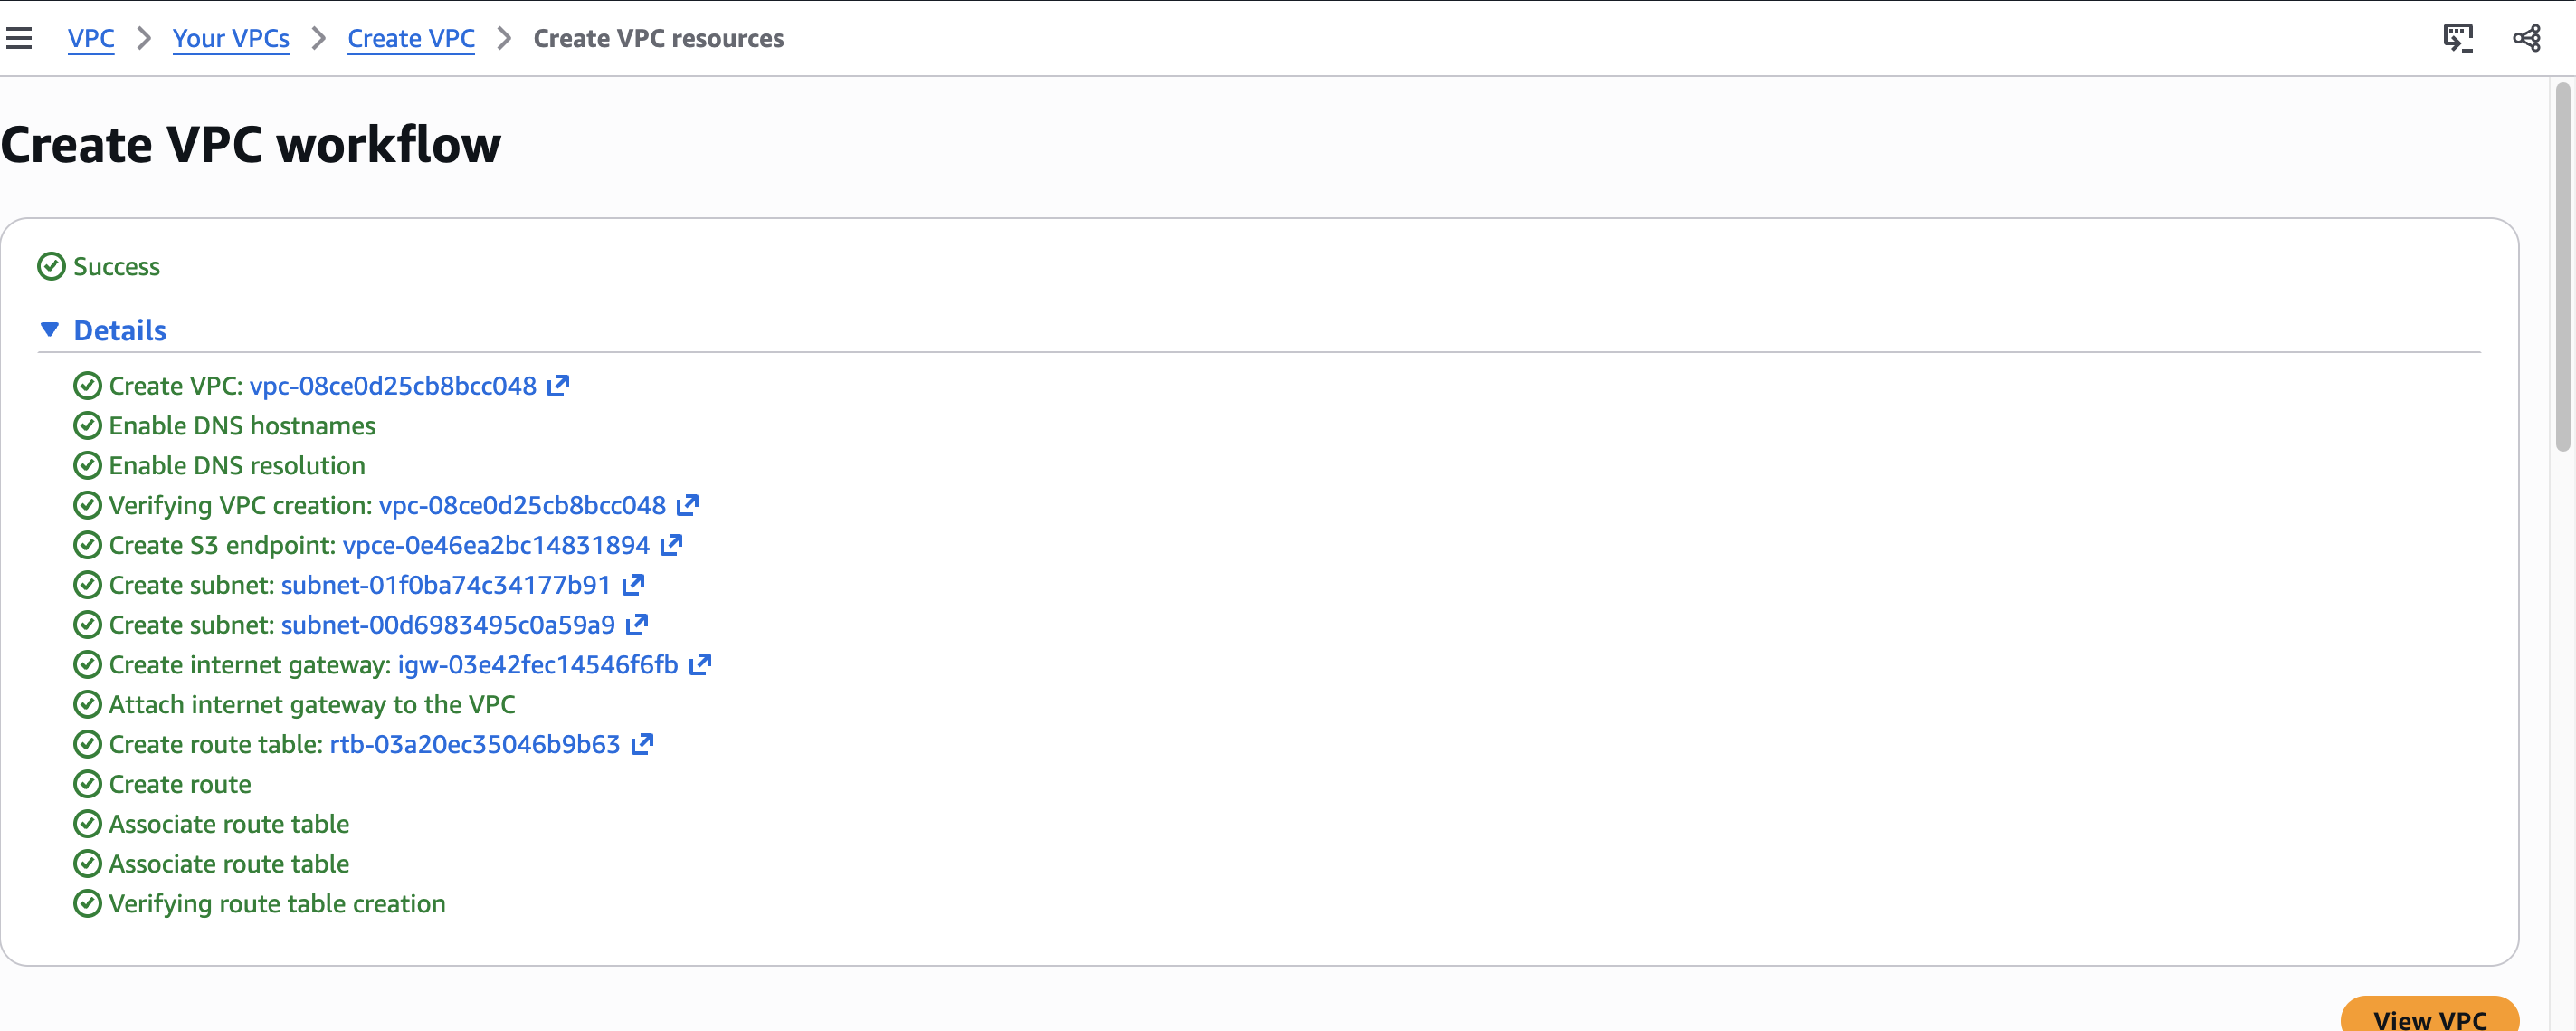 VPC > Your VPCs > Create VPC > Create VPC resources
Create VPC workflow
Success
Details
Create VPC: vpc-08ce0d25cb8bcc048
Enable DNS hostnames
Enable DNS resolution
Verifying VPC creation: vpc-08ce0d25cb8bcc048
Create S3 endpoint: vpce-0e46ea2bc14831894
Create subnet: subnet-01f0ba74c34177b91
Create subnet: subnet-00d6983495c0a59a9
Create internet gateway: igw-03e42fec14546f6fb
Attach internet gateway to the VPC
Create route table: rtb-03a20ec35046b9b63
Create route
Associate route table
Associate route table
Verifying route table creation
View VPC